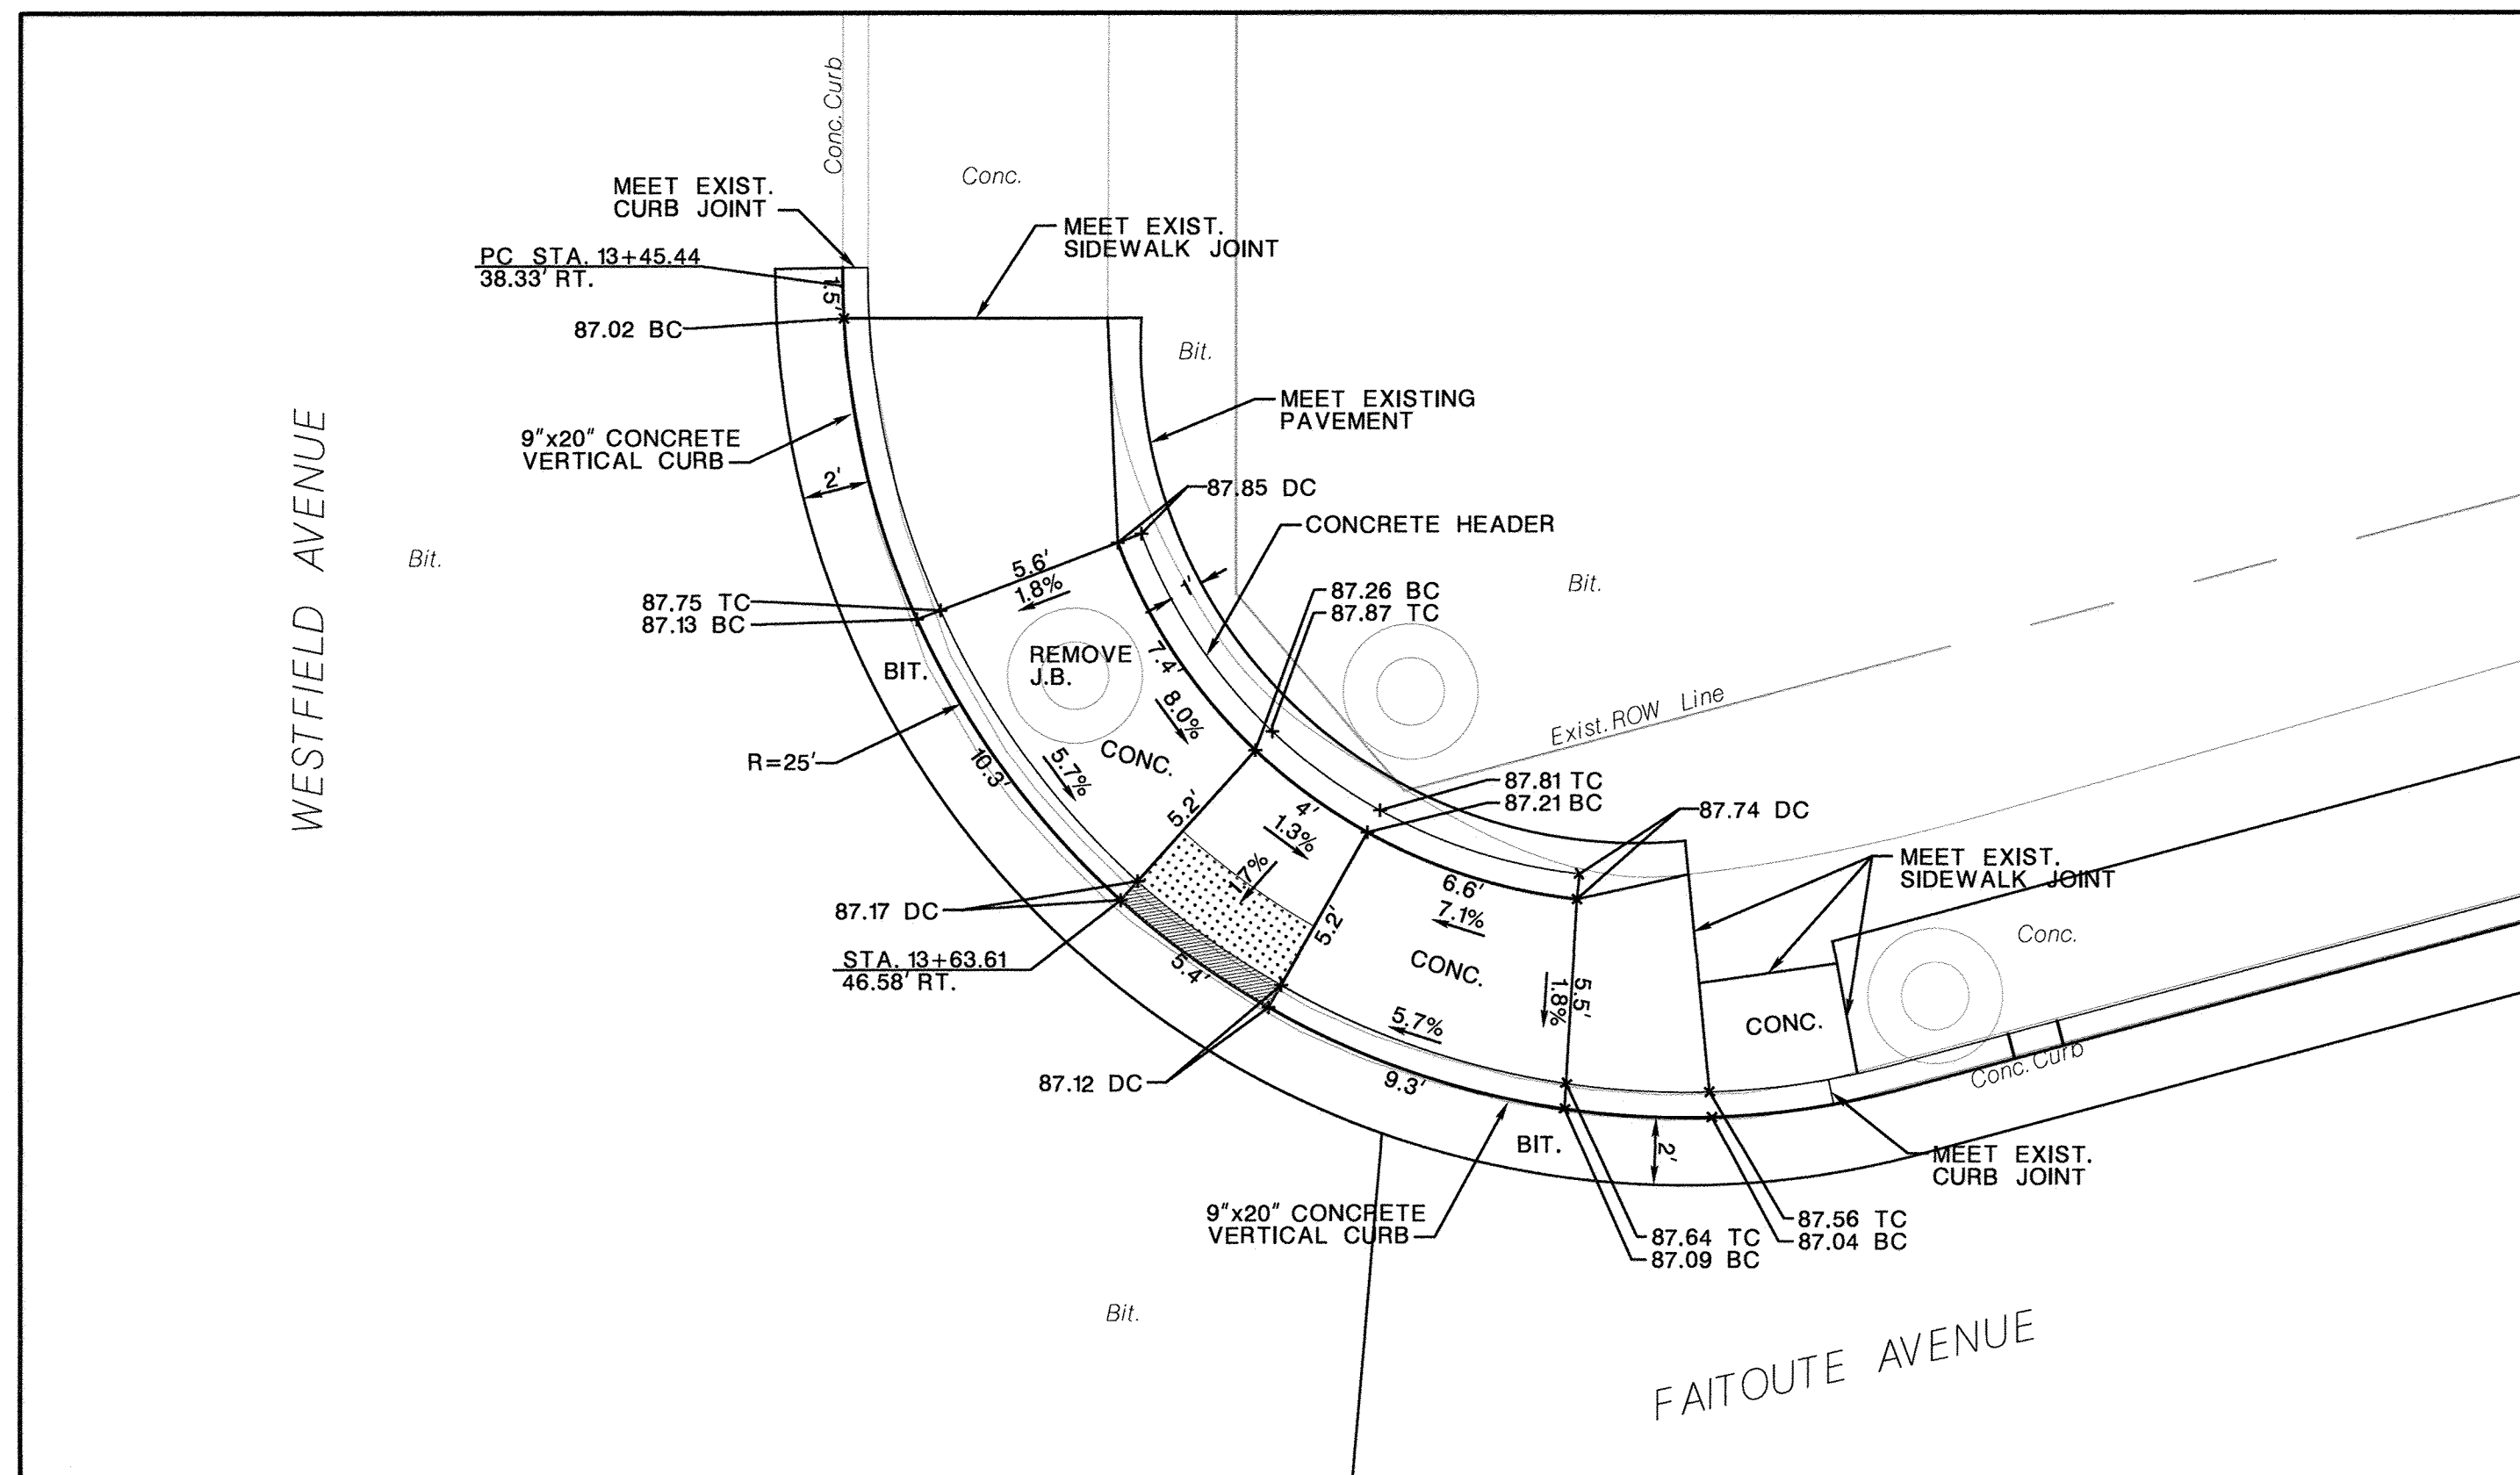 Conc. Curb
Conc.
MEET EXIST.
CURB JOINT
MEET EXIST.
SIDEWALK JOINT
PC STA. 13+45.44
38.33' RT.
1.5'
87.02 BC
Bit.
MEET EXISTING
PAVEMENT
9"x20" CONCRETE
VERTICAL CURB
2'
WESTFIELD AVENUE
Bit.
87.85 DC
CONCRETE HEADER
5.6'
1.8%
1'
87.26 BC
87.87 TC
Bit.
87.75 TC
87.13 BC
REMOVE
J.B.
BIT.
7.4'
8.0%
R=25'
10.3'
5.7%
CONC.
Exist. ROW Line
5.2'
4'
1.3%
1.7%
87.81 TC
87.21 BC
87.74 DC
MEET EXIST.
SIDEWALK JOINT
87.17 DC
STA. 13+63.61
46.58' RT.
5.4'
5.2'
6.6'
7.1%
CONC.
5.5'
1.8%
Conc.
CONC.
5.7%
87.12 DC
9.3'
Conc. Curb
BIT.
2'
MEET EXIST.
CURB JOINT
9"x20" CONCRETE
VERTICAL CURB
87.64 TC
87.09 BC
87.56 TC
87.04 BC
Bit.
FAITOUTE AVENUE